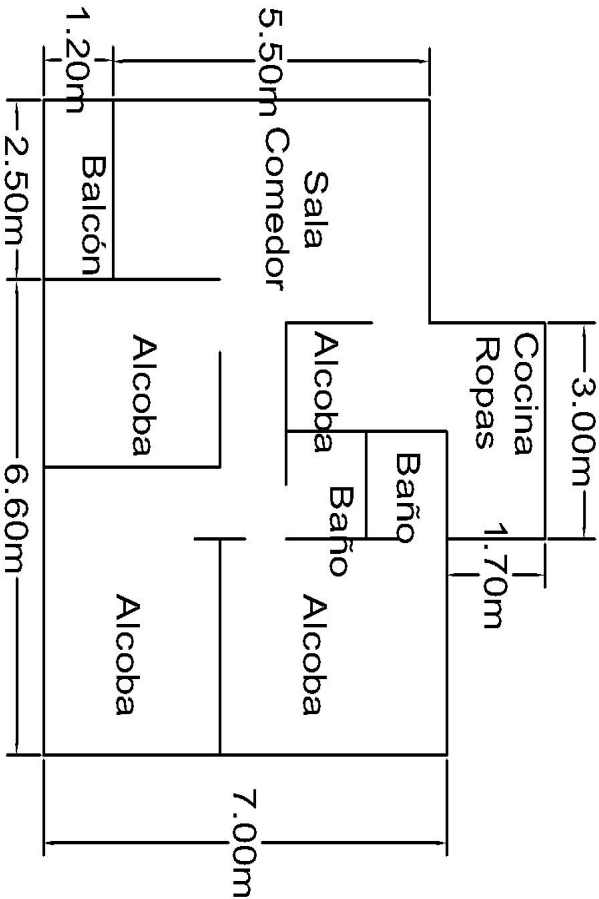 1.20m
5.50m
2.50m
Balcón
Sala
Comedor
Cocina
Ropas
3.00m
Alcoba
Alcoba
Baño
Baño
1.70m
6.60m
Alcoba
Alcoba
7.00m